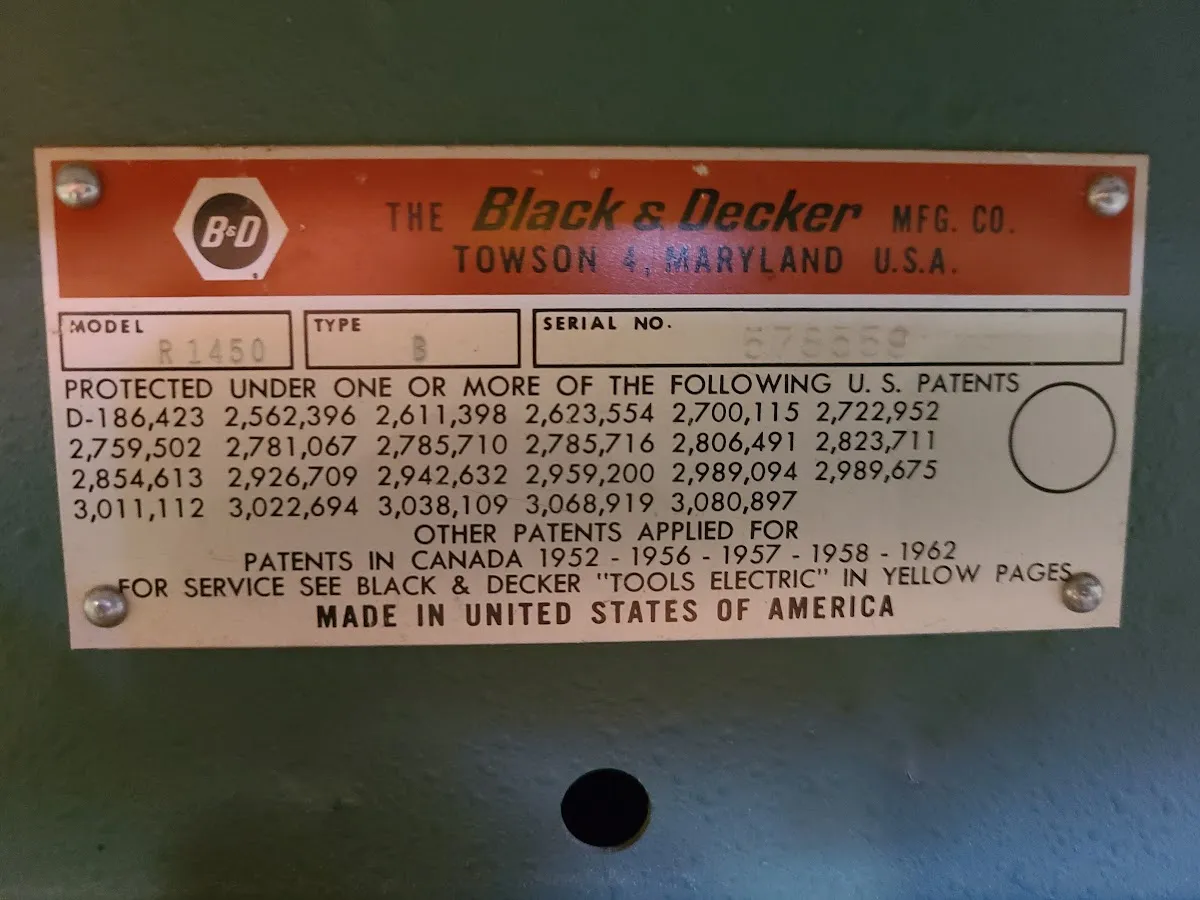 B&D
THE Black & Decker MFG. CO.
TOWSON 4, MARYLAND U.S.A.
MODEL R 1450 TYPE B SERIAL NO.
PROTECTED UNDER ONE OR MORE OF THE FOLLOWING U. S. PATENTS
D-186,423 2,562,396 2,611,398 2,623,554 2,700,115 2,722,952
2,759,502 2,781,067 2,785,710 2,785,716 2,806,491 2,823,711
2,854,613 2,926,709 2,942,632 2,959,200 2,989,094 2,989,675
3,011,112 3,022,694 3,038,109 3,068,919 3,080,897
OTHER PATENTS APPLIED FOR
PATENTS IN CANADA 1952 - 1956 - 1957 - 1958 - 1962
FOR SERVICE SEE BLACK & DECKER "TOOLS ELECTRIC" IN YELLOW PAGES
MADE IN UNITED STATES OF AMERICA